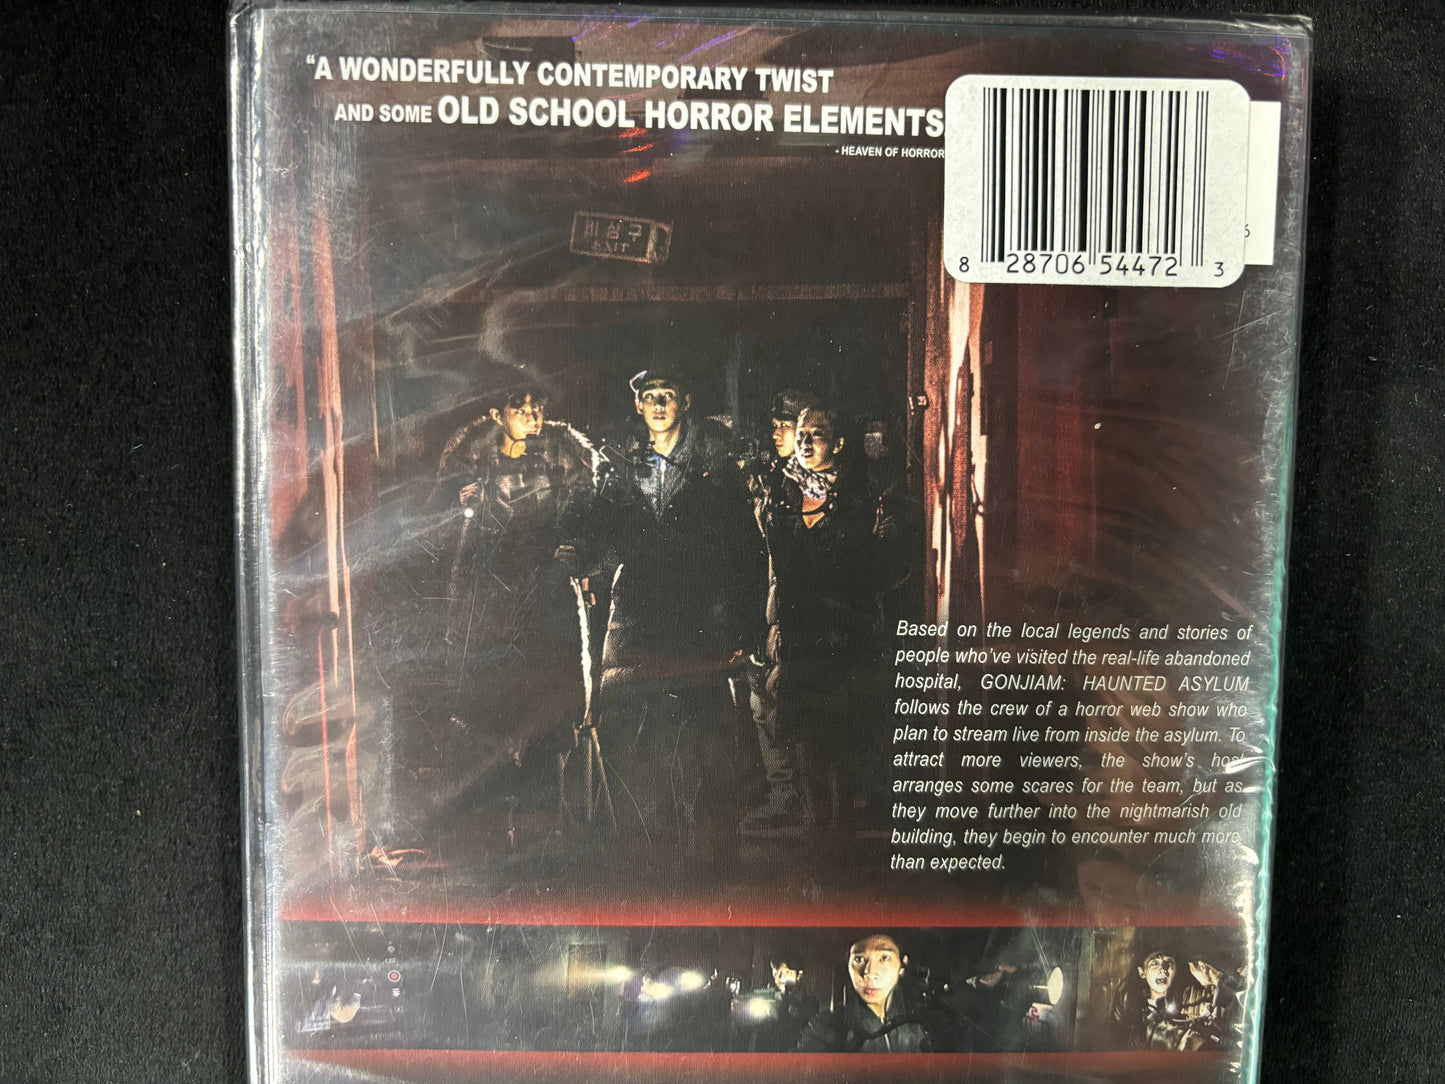 “A WONDERFULLY CONTEMPORARY TWIST
AND SOME OLD SCHOOL HORROR ELEMENTS
- HEAVEN OF HORROR
비상구
EXIT
6
8 28706 54472 3
Based on the local legends and stories of
people who’ve visited the real-life abandoned
hospital, GONJIAM: HAUNTED ASYLUM
follows the crew of a horror web show who
plan to stream live from inside the asylum. To
attract more viewers, the show’s host
arranges some scares for the team, but as
they move further into the nightmarish old
building, they begin to encounter much more
than expected.